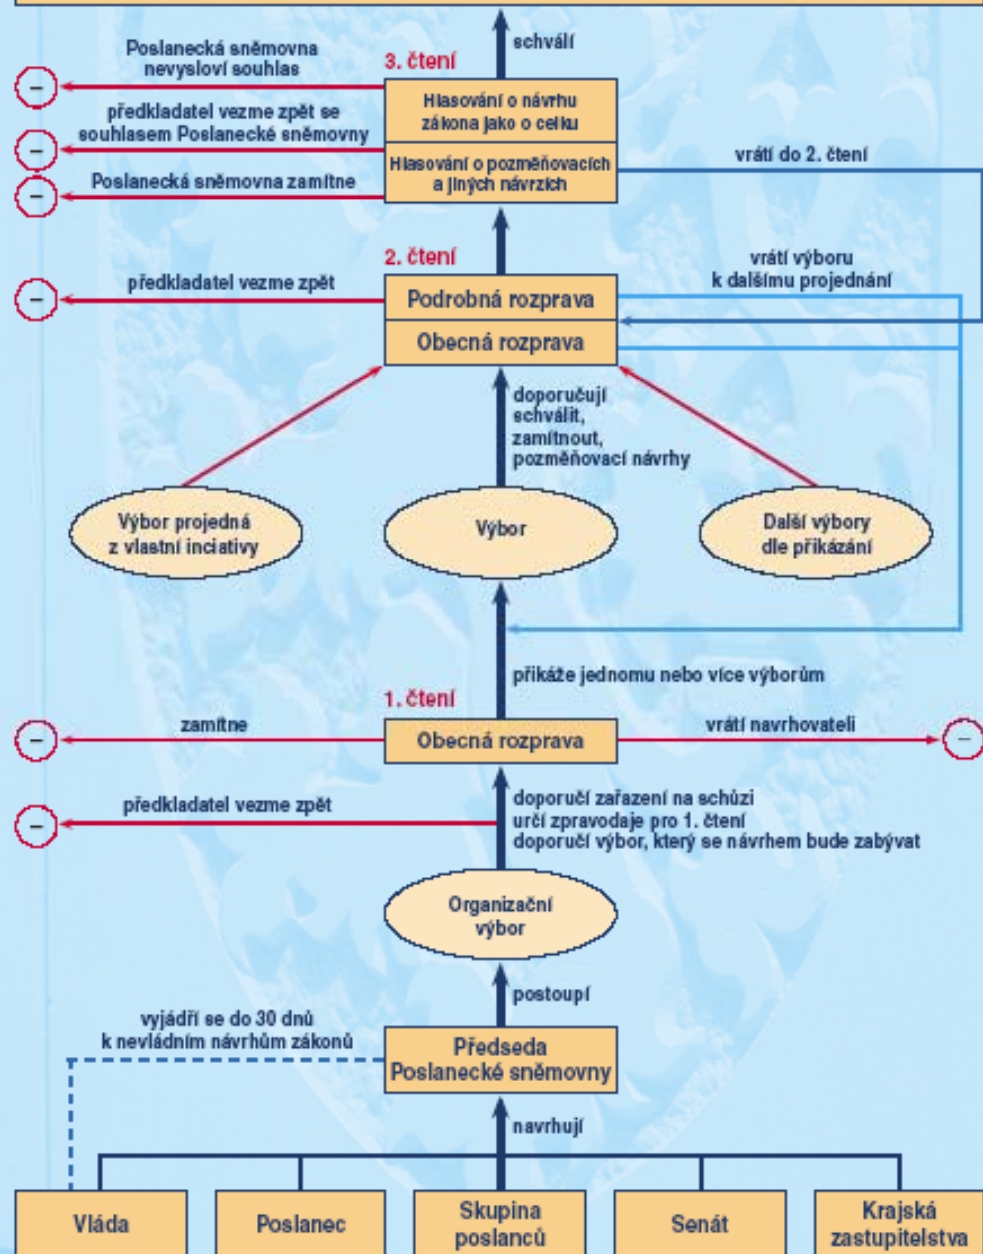 schválí
Poslanecká sněmovna
nevysloví souhlas
3. čtení
–
Hlasování o návrhu
zákona jako o celku
předkladatel vezme zpět se
souhlasem Poslanecké sněmovny
–
Hlasování o pozměňovacích
a jiných návrzích
vrátí do 2. čtení
Poslanecká sněmovna zamítne
–
2. čtení
vrátí výboru
k dalšímu projednání
předkladatel vezme zpět
–
Podrobná rozprava
Obecná rozprava
doporučují
schválit,
zamítnout,
pozměňovací návrhy
Výbor projedná
z vlastní inciativy
Výbor
Další výbory
dle přikázání
přikáže jednomu nebo více výborům
1. čtení
zamítne
–
Obecná rozprava
vrátí navrhovateli
–
předkladatel vezme zpět
–
doporučí zařazení na schůzi
určí zpravodaje pro 1. čtení
doporučí výbor, který se návrhem bude zabývat
Organizační
výbor
postoupí
vyjádří se do 30 dnů
k nevládním návrhům zákonů
Předseda
Poslanecké sněmovny
navrhují
Vláda
Poslanec
Skupina
poslanců
Senát
Krajská
zastupitelstva